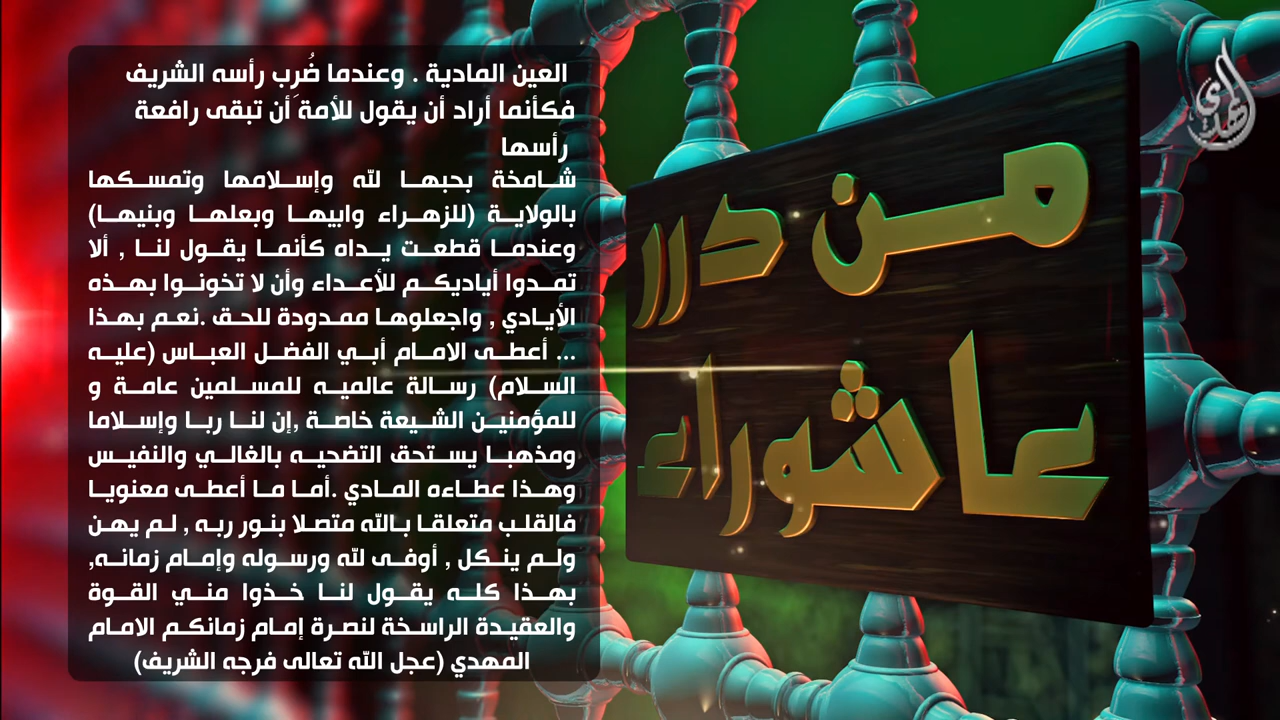 العين المادية . وعندما ضُرِب رأسه الشريف
فكأنما أراد أن يقول للأمة أن تبقى رافعة
رأسها
شامخة بحبها لله وإسلامها وتمسكها
بالولاية (للزهراء وابيها وبعلها وبنيها)
وعندما قطعت يداه كأنما يقول لنا , ألا
تمدوا أياديكم للأعداء وأن لا تخونوا بهذه
الأيادي , واجعلوها ممدودة للحق .نعم بهذا
... أعطى الامام أبي الفضل العباس (عليه
السلام) رسالة عالميه للمسلمين عامة و
للمؤمنين الشيعة خاصة ,إن لنا ربا وإسلاما
ومذهبا يستحق التضحيه بالغالي والنفيس
وهذا عطاءه المادي .أما ما أعطى معنويا
فالقلب متعلقا بالله متصلا بنور ربه , لم يهن
ولم ينكل , أوفى لله ورسوله وإمام زمانه,
بهذا كله يقول لنا خذوا مني القوة
والعقيدة الراسخة لنصرة إمام زمانكم الامام
المهدي (عجل الله تعالى فرجه الشريف)
من درر
عاشوراء
المهدي